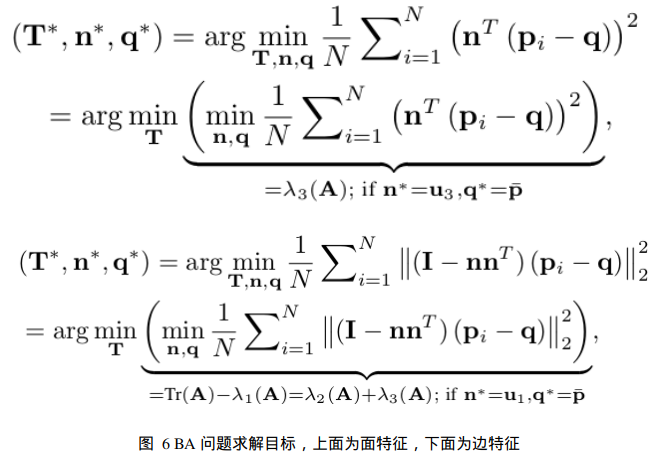 (T*, n*, q*) = arg min_{T,n,q} 1/N ∑_{i=1}^{N} (n^T (p_i − q))^2
= arg min_T ( min_{n,q} 1/N ∑_{i=1}^{N} (n^T (p_i − q))^2 ),
=λ_3(A); if n*=u_3,q*=p̄
(T*, n*, q*) = arg min_{T,n,q} 1/N ∑_{i=1}^{N} ‖(I − nn^T) (p_i − q)‖_2^2
= arg min_T ( min_{n,q} 1/N ∑_{i=1}^{N} ‖(I − nn^T) (p_i − q)‖_2^2 ),
=Tr(A)−λ_1(A)=λ_2(A)+λ_3(A); if n*=u_1,q*=p̄
图 6 BA 问题求解目标，上面为面特征，下面为边特征